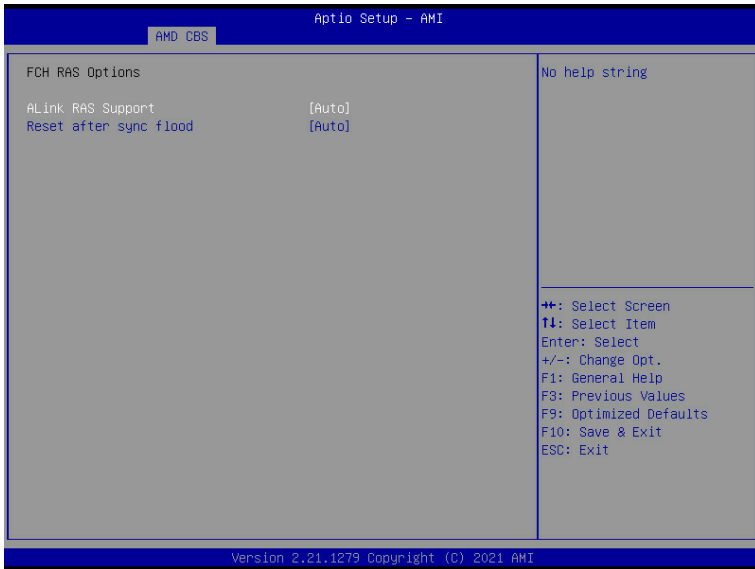 Aptio Setup – AMI
AMD CBS
FCH RAS Options
ALink RAS Support [Auto]
Reset after sync flood [Auto]
No help string
→←: Select Screen
↑↓: Select Item
Enter: Select
+/-: Change Opt.
F1: General Help
F3: Previous Values
F9: Optimized Defaults
F10: Save & Exit
ESC: Exit
Version 2.21.1279 Copyright (C) 2021 AMI